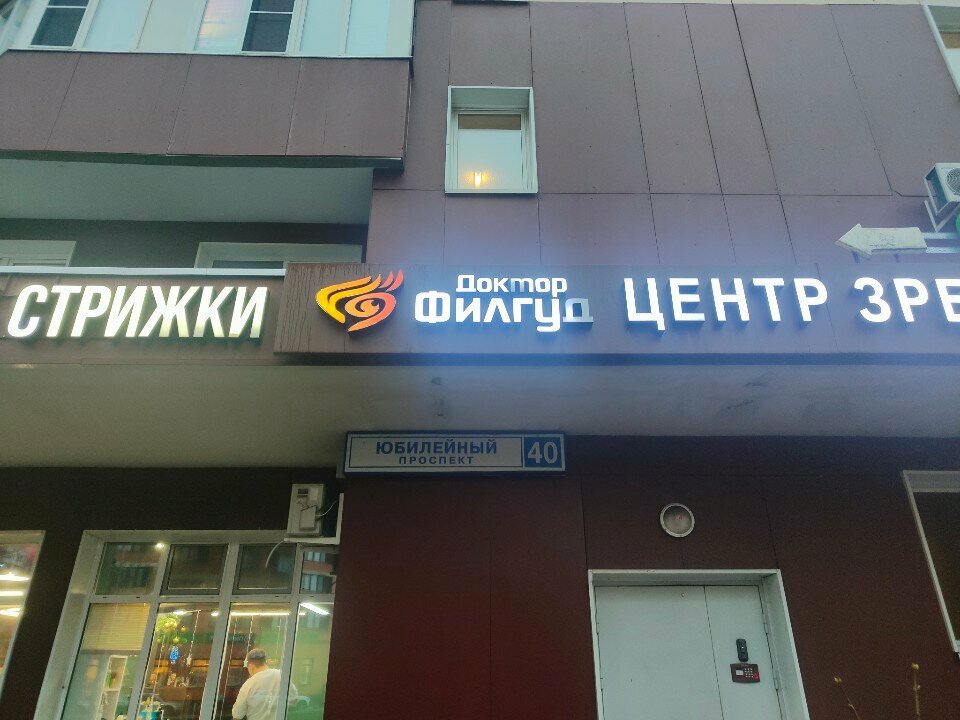 СТРИЖКИ
Доктор
Филгуд
ЦЕНТР ЗРЕ
ЮБИЛЕЙНЫЙ
ПРОСПЕКТ
40